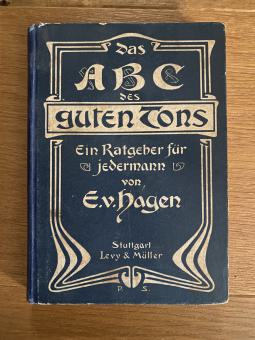 Das
ABC
DES
guten Tons
Ein Ratgeber für
jedermann
von
E.v. Hagen
Stuttgart
Levy & Müller
P. S.